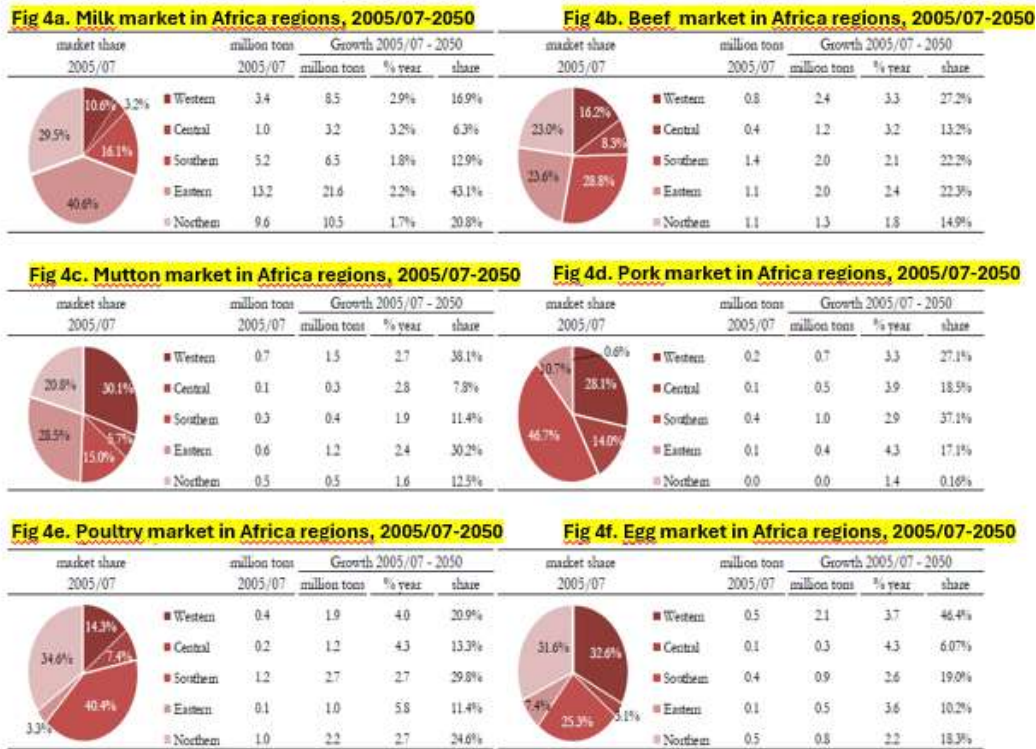 Fig 4a. Milk market in Africa regions, 2005/07-2050
market share million tons Growth 2005/07 - 2050
2005/07 2005/07 million tons % year share
10.6% 3.2% 16.1% 40.6% 29.5%
Western 3.4 8.5 2.9% 16.9%
Central 1.0 3.2 3.2% 6.3%
Southern 5.2 6.5 1.8% 12.9%
Eastern 13.2 21.6 2.2% 43.1%
Northern 9.6 10.5 1.7% 20.8%
Fig 4b. Beef market in Africa regions, 2005/07-2050
market share million tons Growth 2005/07 - 2050
2005/07 2005/07 million tons % year share
16.2% 8.3% 28.8% 23.6% 23.0%
Western 0.8 2.4 3.3 27.2%
Central 0.4 1.2 3.2 13.2%
Southern 1.4 2.0 2.1 22.2%
Eastern 1.1 2.0 2.4 22.3%
Northern 1.1 1.3 1.8 14.9%
Fig 4c. Mutton market in Africa regions, 2005/07-2050
market share million tons Growth 2005/07 - 2050
2005/07 2005/07 million tons % year share
30.1% 5.7% 15.0% 28.5% 20.8%
Western 0.7 1.5 2.7 38.1%
Central 0.1 0.3 2.8 7.8%
Southern 0.3 0.4 1.9 11.4%
Eastern 0.6 1.2 2.4 30.2%
Northern 0.5 0.5 1.6 12.5%
Fig 4d. Pork market in Africa regions, 2005/07-2050
market share million tons Growth 2005/07 - 2050
2005/07 2005/07 million tons % year share
0.6% 28.1% 14.0% 46.7% 10.7%
Western 0.2 0.7 3.3 27.1%
Central 0.1 0.5 3.9 18.5%
Southern 0.4 1.0 2.9 37.1%
Eastern 0.1 0.4 4.3 17.1%
Northern 0.0 0.0 1.4 0.16%
Fig 4e. Poultry market in Africa regions, 2005/07-2050
market share million tons Growth 2005/07 - 2050
2005/07 2005/07 million tons % year share
14.3% 7.4% 40.4% 3.3% 34.6%
Western 0.4 1.9 4.0 20.9%
Central 0.2 1.2 4.3 13.3%
Southern 1.2 2.7 2.7 29.8%
Eastern 0.1 1.0 5.8 11.4%
Northern 1.0 2.2 2.7 24.6%
Fig 4f. Egg market in Africa regions, 2005/07-2050
market share million tons Growth 2005/07 - 2050
2005/07 2005/07 million tons % year share
32.6% 3.1% 25.3% 7.4% 31.6%
Western 0.5 2.1 3.7 46.4%
Central 0.1 0.3 4.3 6.07%
Southern 0.4 0.9 2.6 19.0%
Eastern 0.1 0.5 3.6 10.2%
Northern 0.5 0.8 2.2 18.3%